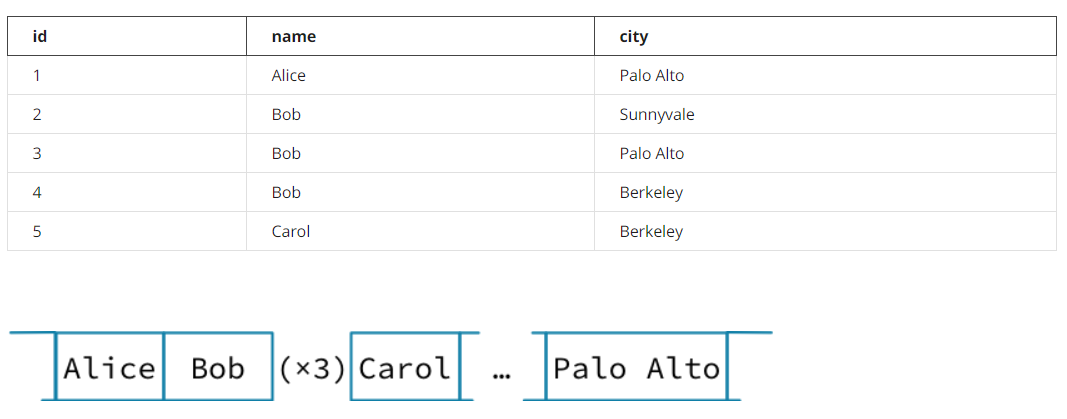 id name city
1 Alice Palo Alto
2 Bob Sunnyvale
3 Bob Palo Alto
4 Bob Berkeley
5 Carol Berkeley
Alice Bob (×3) Carol … Palo Alto